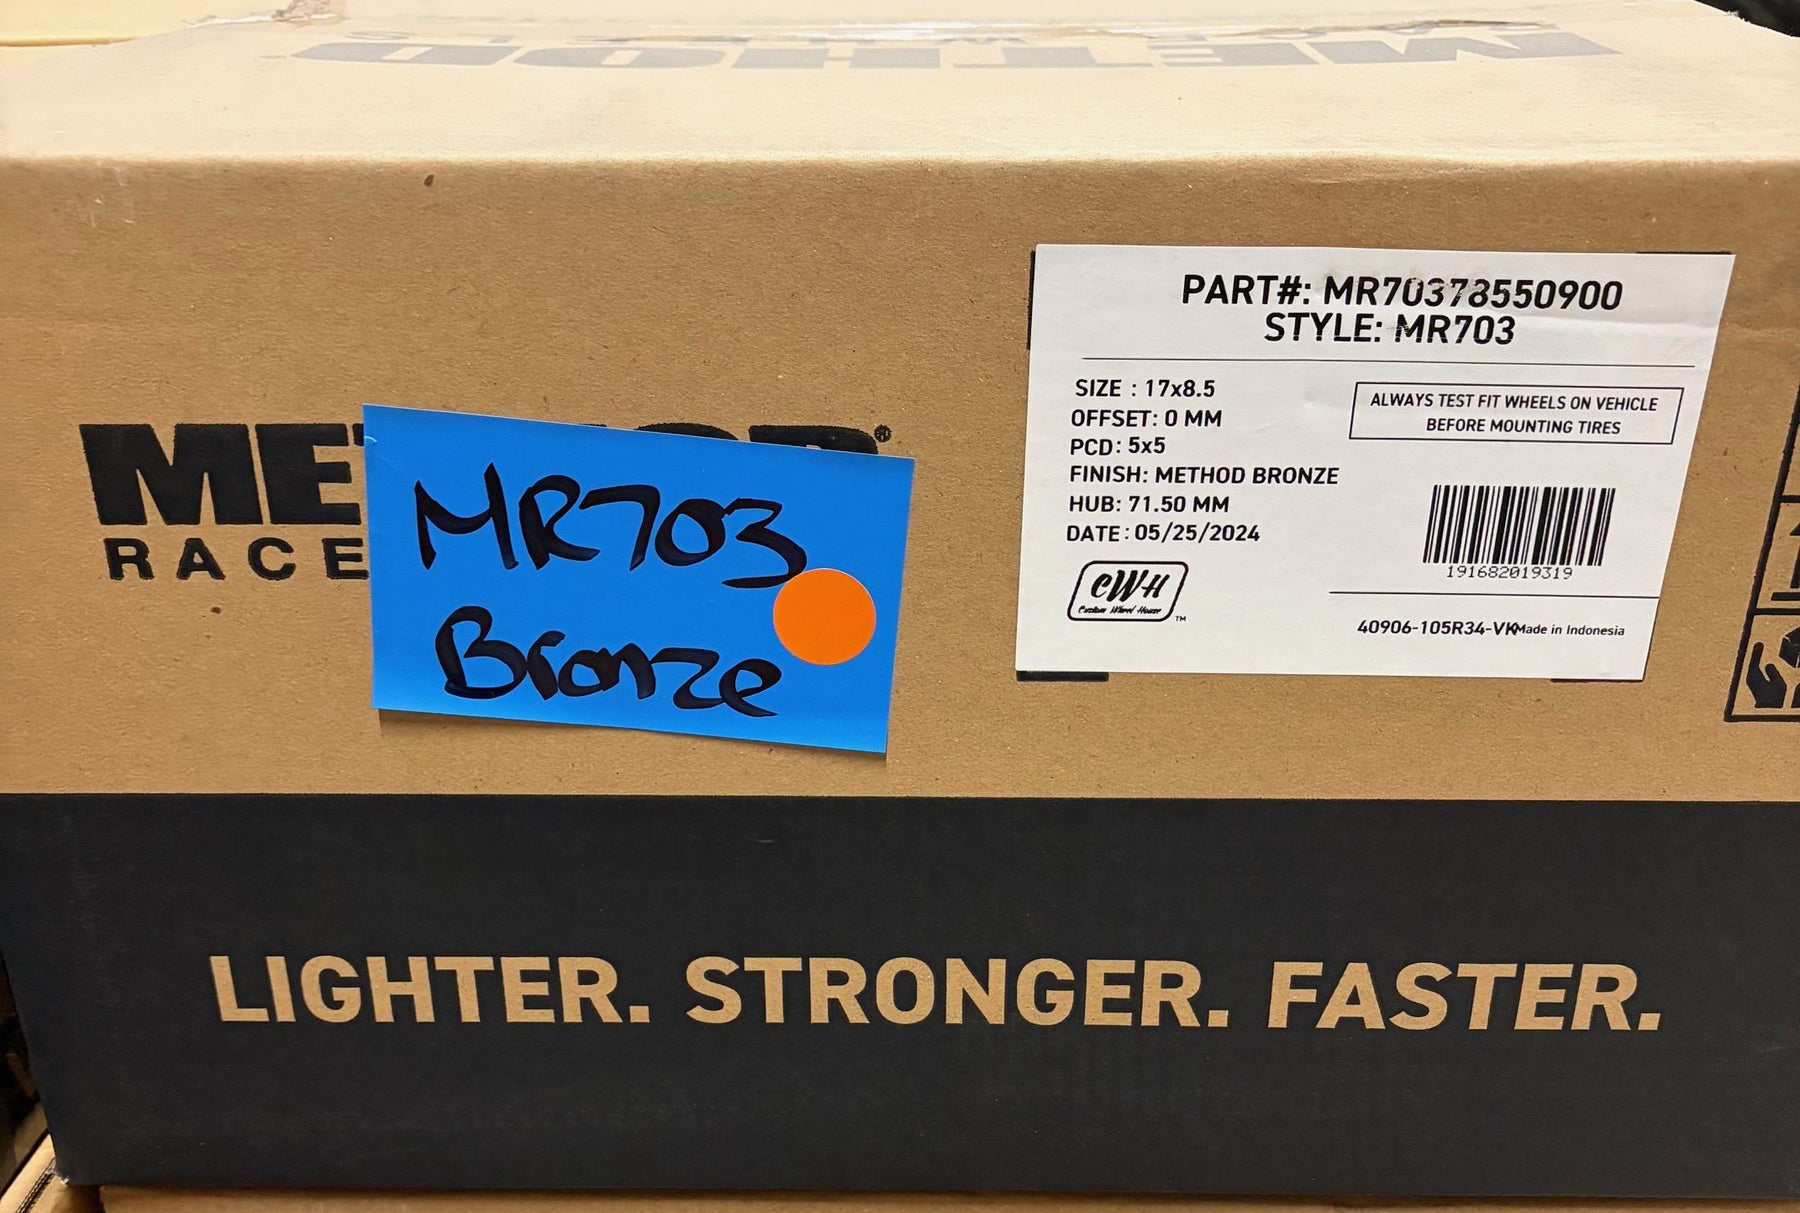 METHOD
RACE
MR703
Bronze
PART#: MR70378550900
STYLE: MR703
SIZE : 17x8.5
OFFSET: 0 MM
PCD: 5x5
FINISH: METHOD BRONZE
HUB: 71.50 MM
DATE: 05/25/2024
ALWAYS TEST FIT WHEELS ON VEHICLE
BEFORE MOUNTING TIRES
191682019319
CWH
Custom Wheel House
TM
40906-105R34-VK Made in Indonesia
LIGHTER. STRONGER. FASTER.